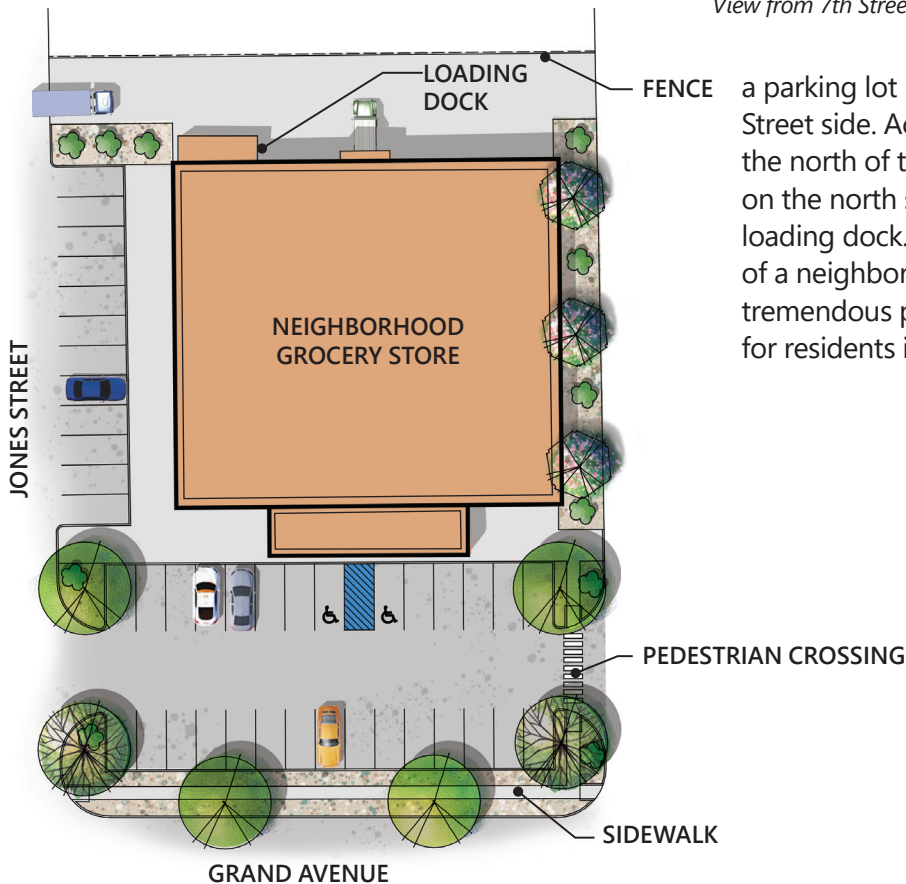 View from 7th Stree
LOADING
DOCK
FENCE
a parking lot
Street side. A
the north of t
on the north s
loading dock.
of a neighbor
tremendous p
for residents i
NEIGHBORHOOD
GROCERY STORE
JONES STREET
PEDESTRIAN CROSSING
SIDEWALK
GRAND AVENUE